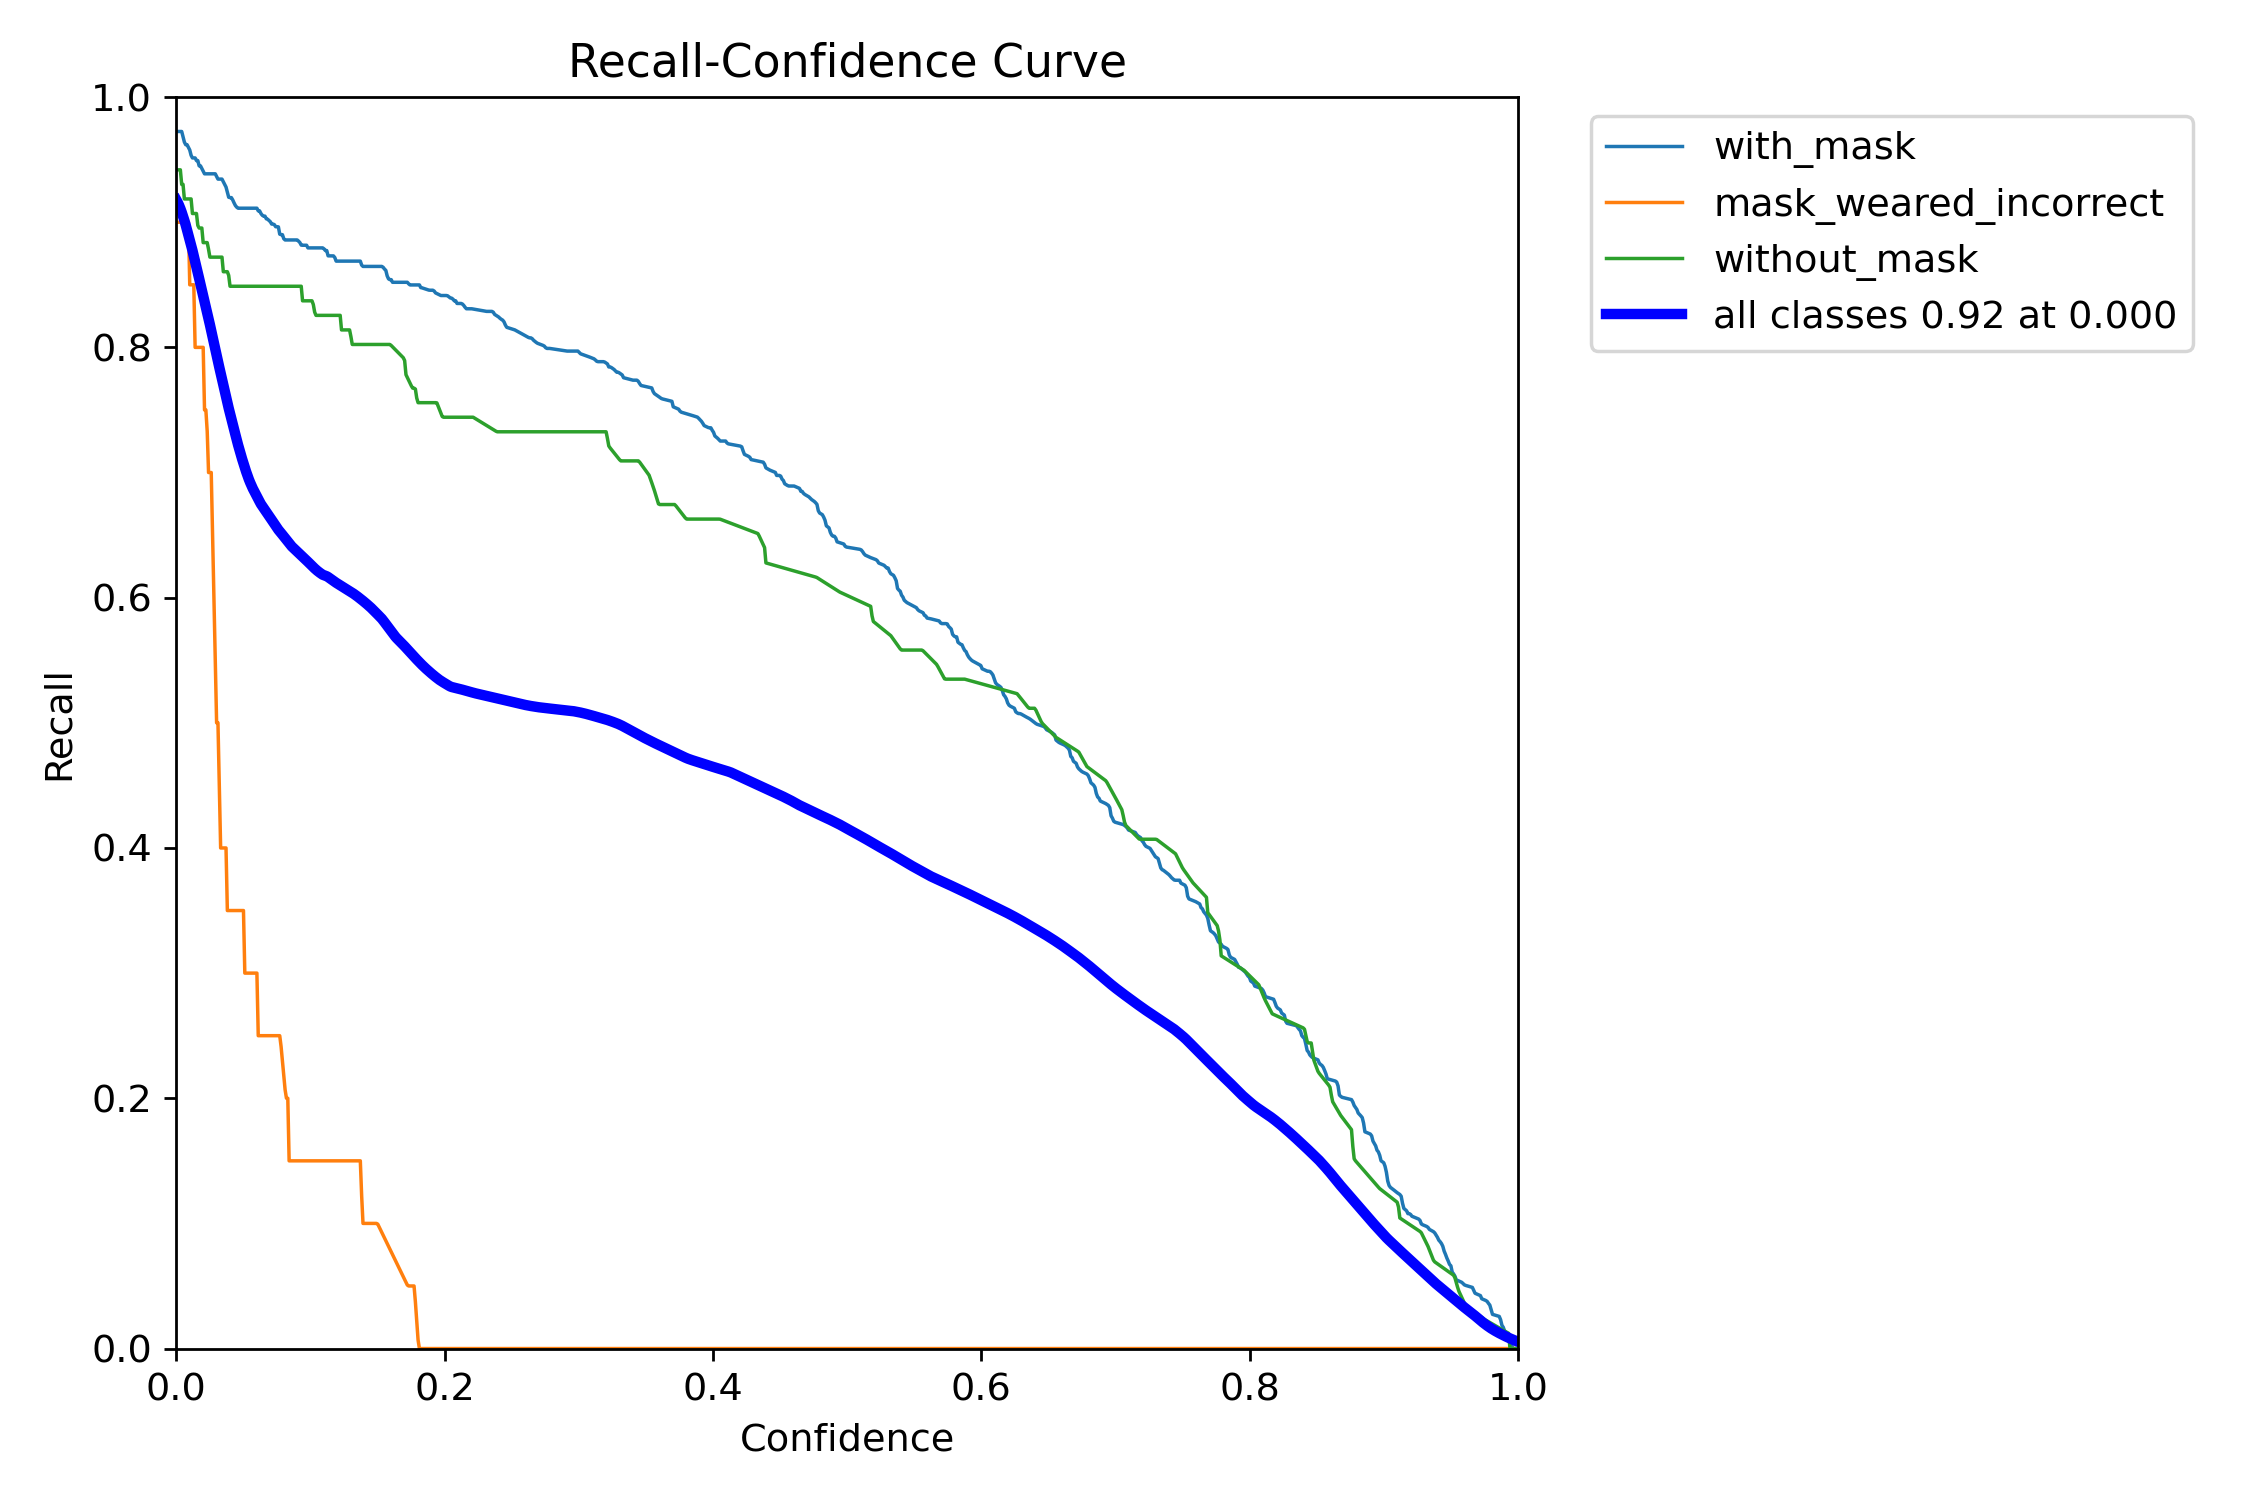 Recall-Confidence Curve
1.0
0.8
0.6
0.4
0.2
0.0
Recall
0.0 0.2 0.4 0.6 0.8 1.0
Confidence
with_mask
mask_weared_incorrect
without_mask
all classes 0.92 at 0.000